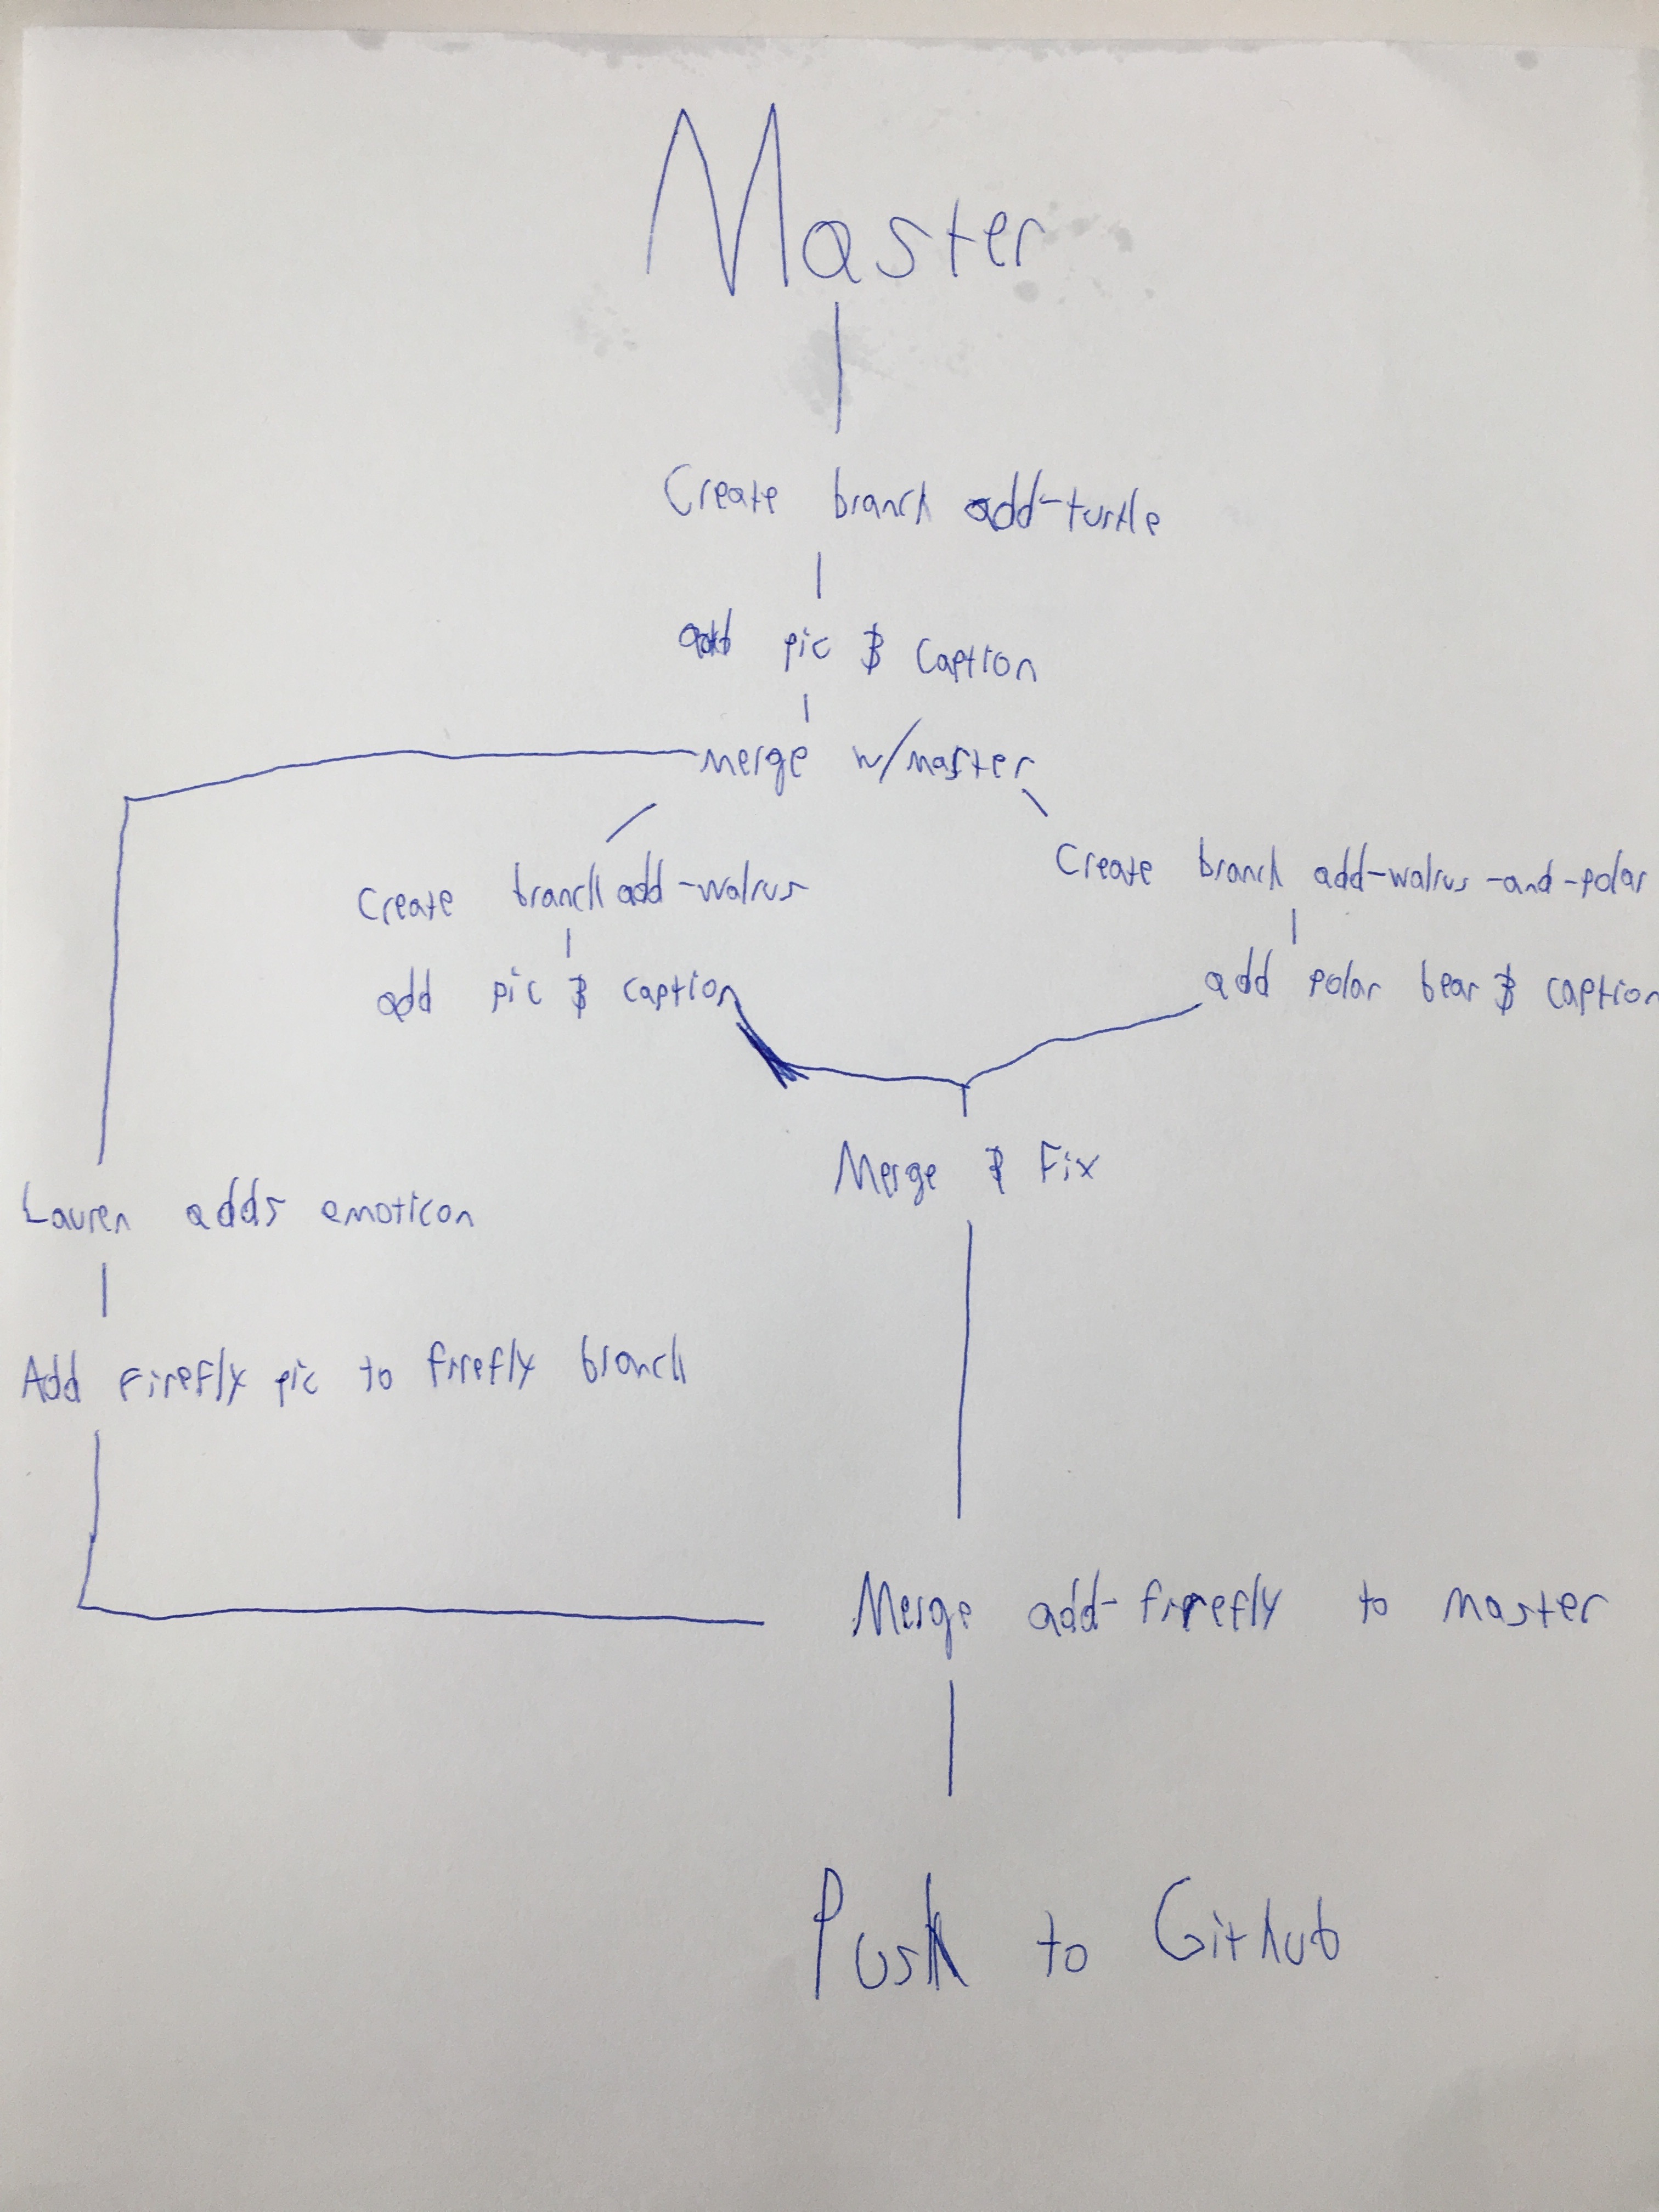 Master
Create branch add-turtle
add pic & caption
merge w/master
Create branch add-walrus
Create branch add-walrus-and-polar
add pic & caption
add polar bear & caption
Merge & Fix
Lauren adds emoticon
Add firefly pic to firefly branch
Merge add-firefly to master
Push to Github